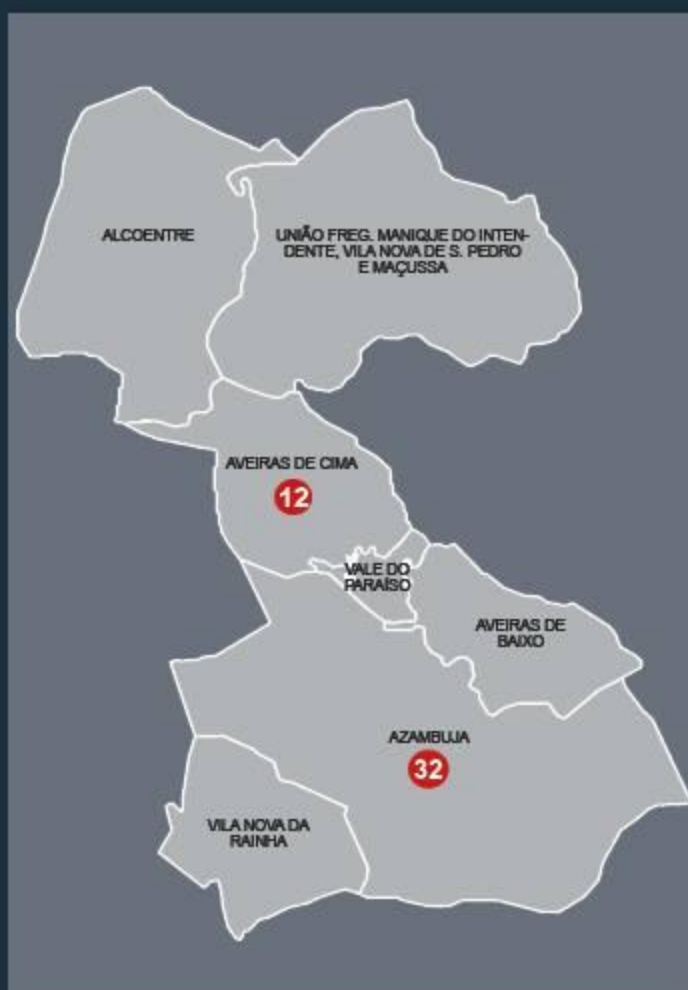 ALCOENTRE
UNIÃO FREG. MANIQUE DO INTEN-
DENTE, VILA NOVA DE S. PEDRO
E MAÇUSSA
AVEIRAS DE CIMA
12
VALE DO
PARAÍSO
AVEIRAS DE
BAIXO
AZAMBUJA
32
VILA NOVA DA
RAINHA